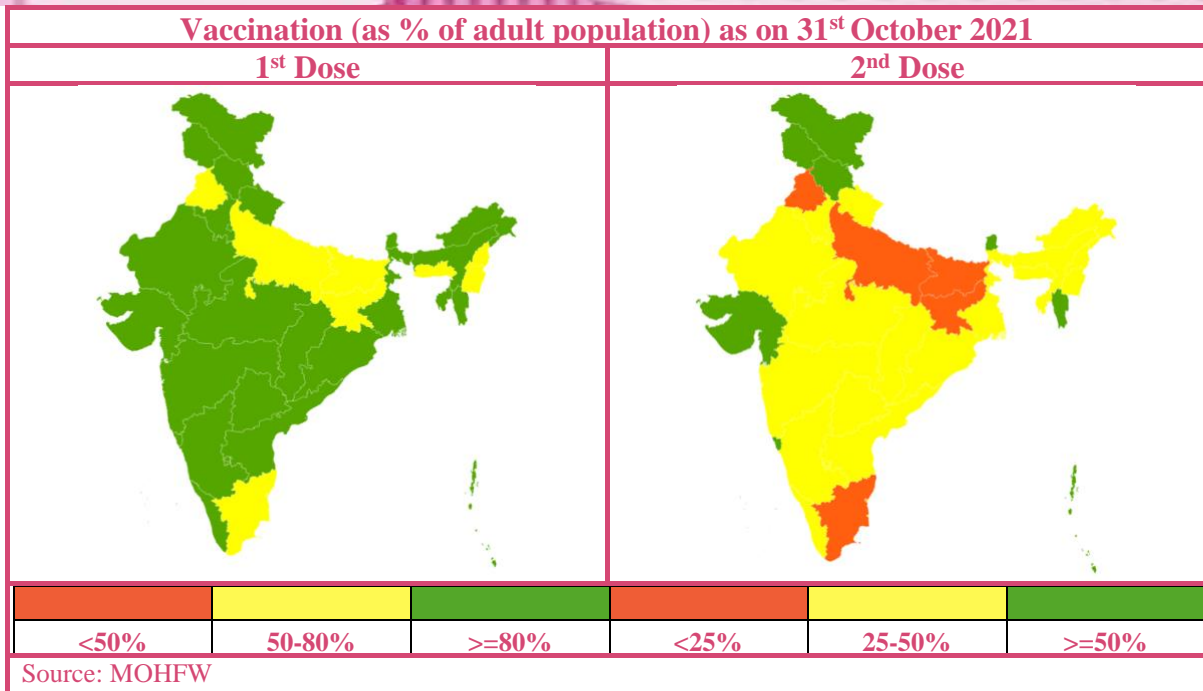 Vaccination (as % of adult population) as on 31st October 2021
1st Dose 2nd Dose
<50% 50-80% >=80% <25% 25-50% >=50%
Source: MOHFW